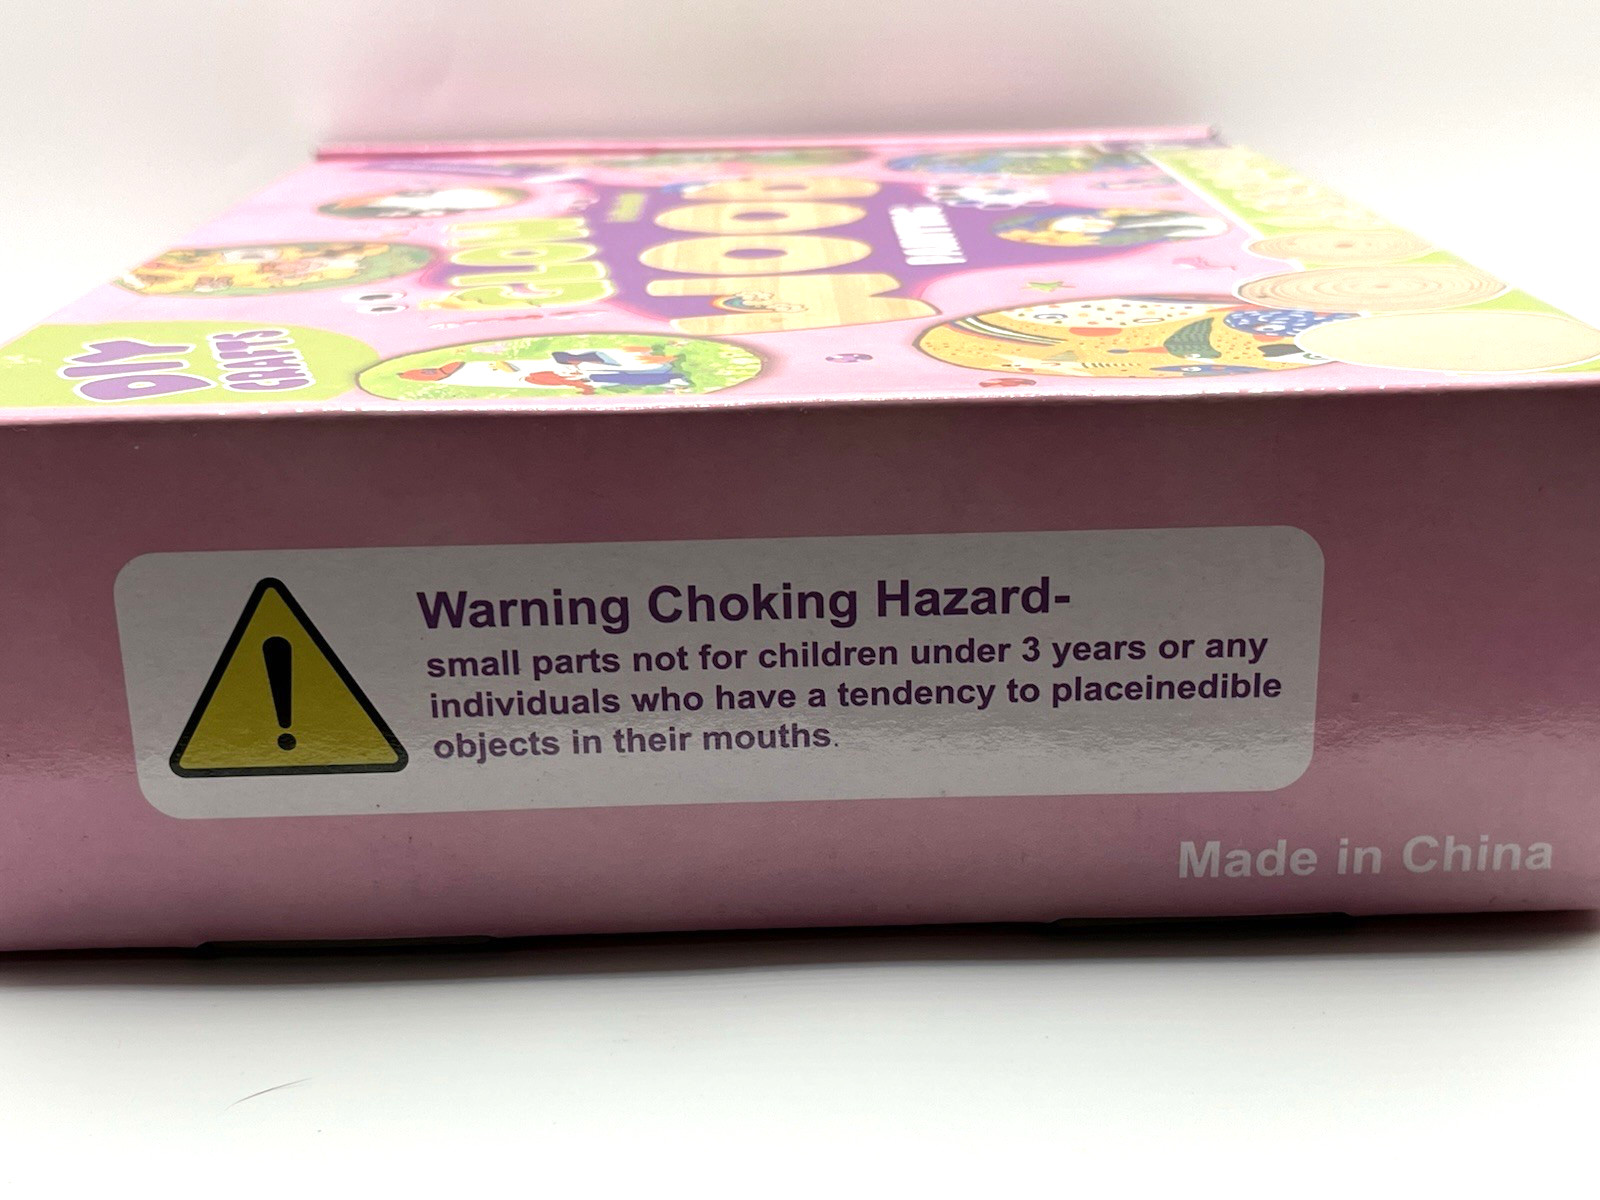 DIY
CRAFTS
WOOD
Warning Choking Hazard-
small parts not for children under 3 years or any
individuals who have a tendency to placeinedible
objects in their mouths.
Made in China